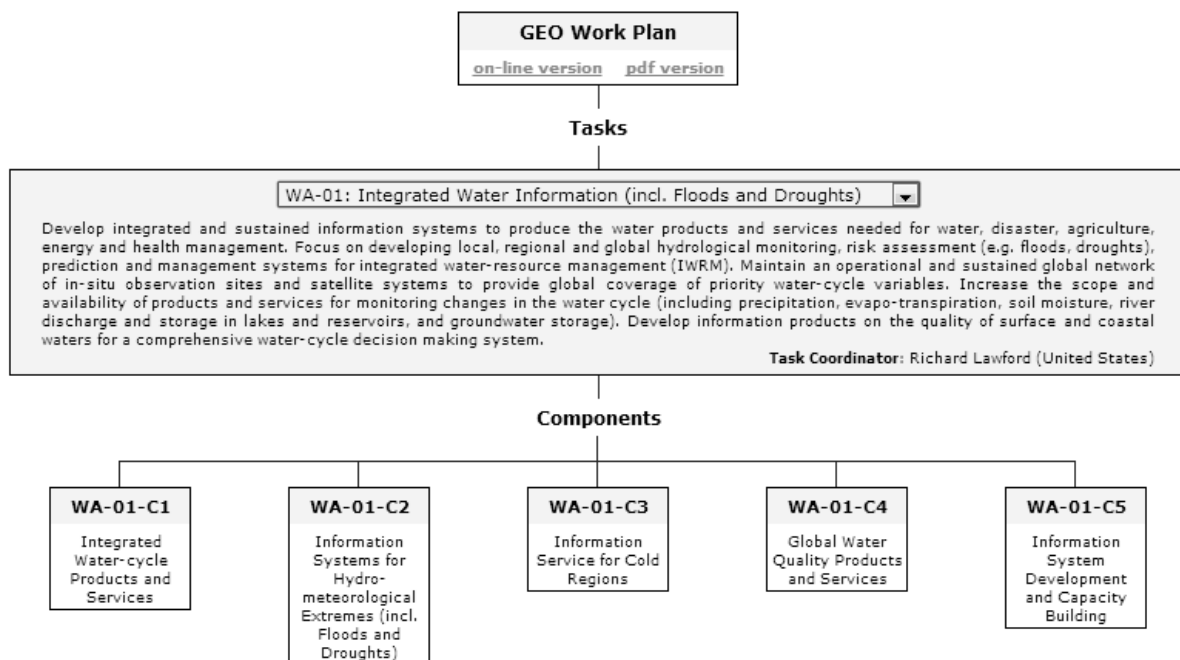 GEO Work Plan
on-line version pdf version
Tasks
WA-01: Integrated Water Information (incl. Floods and Droughts)
Develop integrated and sustained information systems to produce the water products and services needed for water, disaster, agriculture,
energy and health management. Focus on developing local, regional and global hydrological monitoring, risk assessment (e.g. floods, droughts),
prediction and management systems for integrated water-resource management (IWRM). Maintain an operational and sustained global network
of in-situ observation sites and satellite systems to provide global coverage of priority water-cycle variables. Increase the scope and
availability of products and services for monitoring changes in the water cycle (including precipitation, evapo-transpiration, soil moisture, river
discharge and storage in lakes and reservoirs, and groundwater storage). Develop information products on the quality of surface and coastal
waters for a comprehensive water-cycle decision making system.
Task Coordinator: Richard Lawford (United States)
Components
WA-01-C1
Integrated
Water-cycle
Products and
Services
WA-01-C2
Information
Systems for
Hydro-
meteorological
Extremes (incl.
Floods and
Droughts)
WA-01-C3
Information
Service for Cold
Regions
WA-01-C4
Global Water
Quality Products
and Services
WA-01-C5
Information
System
Development
and Capacity
Building